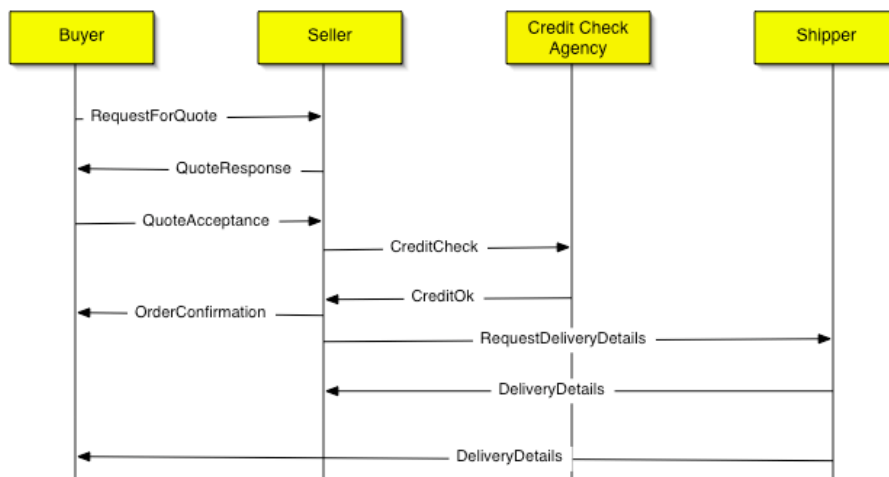 Buyer
Seller
Credit Check
Agency
Shipper
RequestForQuote
QuoteResponse
QuoteAcceptance
CreditCheck
CreditOk
OrderConfirmation
RequestDeliveryDetails
DeliveryDetails
DeliveryDetails